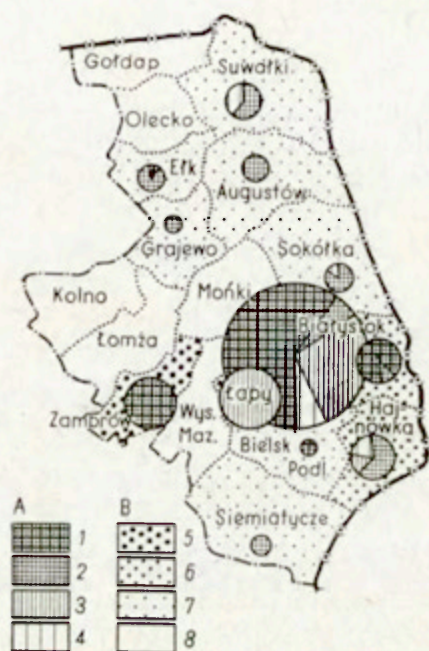 Gołdap
Suwałki
Olecko
Ełk
Augustów
Grajewo
Sokółka
Kolno
Mońki
Łomża
Białystok
Łapy
Zambrów
Wys.
Maz.
Haj-
nówka
Bielsk
Podl.
Siemiatycze
A B
1 5
2 6
3 7
4 8